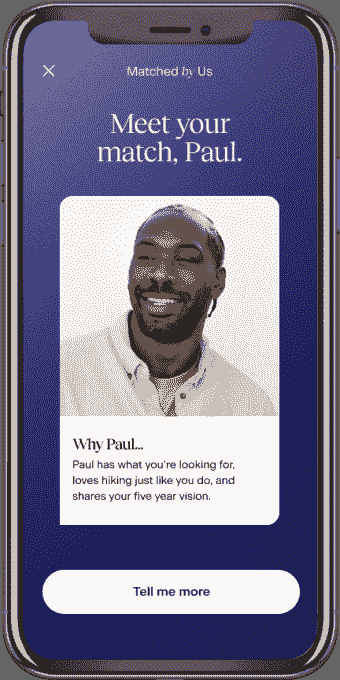 Matched by Us
Meet your
match, Paul.
Why Paul...
Paul has what you're looking for,
loves hiking just like you do, and
shares your five year vision.
Tell me more